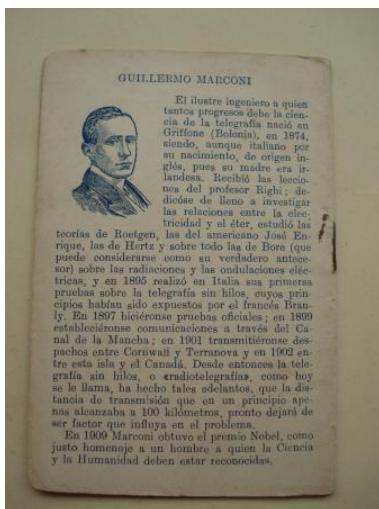 GUILLERMO MARCONI
El ilustre ingeniero a quien
tantos progresos debe la cien-
cia de la telegrafía nació en
Griffone (Bolonia), en 1874,
siendo, aunque italiano por
su nacimiento, de origen in-
glés, pues su madre era ir-
landesa. Recibió las leccio-
nes del profesor Righi; de-
dicóse de lleno a investigar
las relaciones entre la elec-
tricidad y el éter, estudió las
teorías de Roetgen, las del americano José En-
rique, las de Hertz y sobre todo las de Bore (que
puede considerarse como su verdadero antece-
sor) sobre las radiaciones y las ondulaciones eléc-
tricas, y en 1895 realizó en Italia sus primeras
pruebas sobre la telegrafía sin hilos, cuyos prin-
cipios habían sido expuestos por el francés Bran-
ly. En 1897 hiciéronse pruebas oficiales; en 1899
estableciéronse comunicaciones a través del Ca-
nal de la Mancha; en 1901 transmitiéronse des-
pachos entre Cornwall y Terranova y en 1902 en-
tre esta isla y el Canadá. Desde entonces la tele-
grafía sin hilos, o «radiotelegrafía», como hoy
se le llama, ha hecho tales adelantos, que la dis-
tancia de transmisión que en un principio ape-
nas alcanzaba a 100 kilómetros, pronto dejará de
ser factor que influya en el problema.
En 1909 Marconi obtuvo el premio Nobel, como
justo homenaje a un hombre a quien la Ciencia
y la Humanidad deben estar reconocidas.